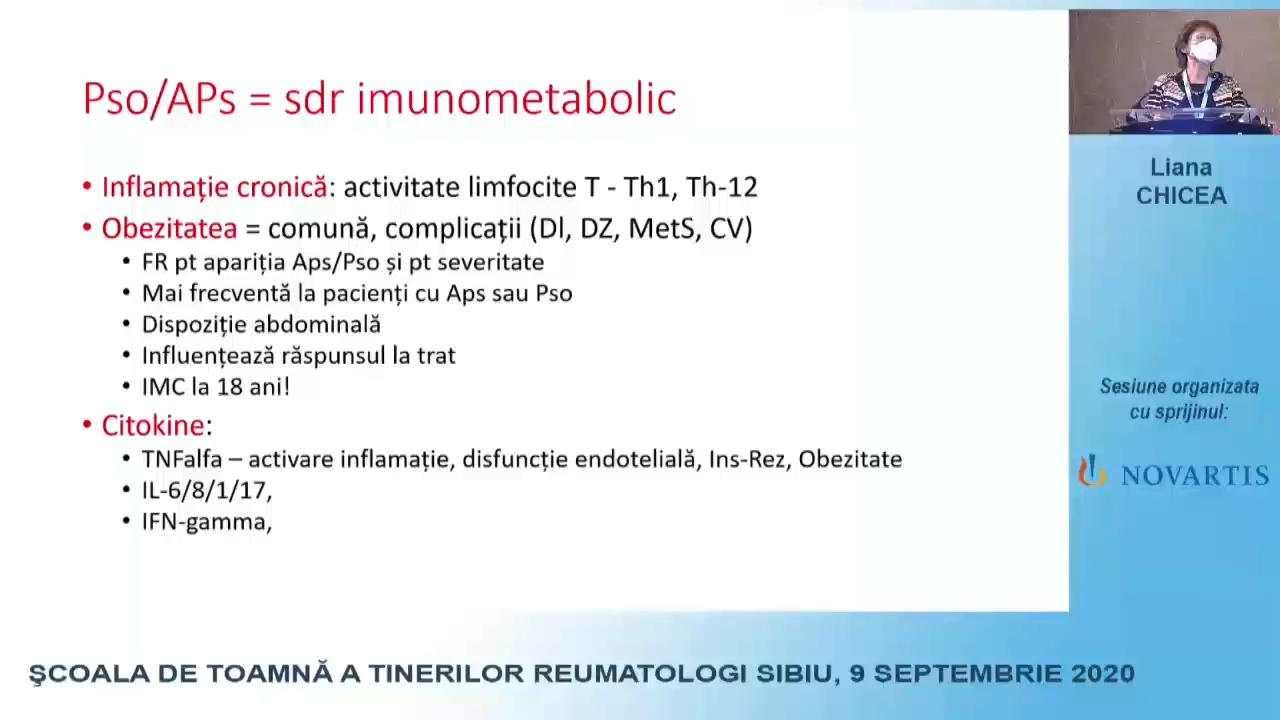 Pso/APs = sdr imunometabolic
• Inflamație cronică: activitate limfocite T - Th1, Th-12
• Obezitatea = comună, complicații (Dl, DZ, MetS, CV)
• FR pt apariția Aps/Pso și pt severitate
• Mai frecventă la pacienți cu Aps sau Pso
• Dispoziție abdominală
• Influențează răspunsul la trat
• IMC la 18 ani!
• Citokine:
• TNFalfa – activare inflamație, disfuncție endotelială, Ins-Rez, Obezitate
• IL-6/8/1/17,
• IFN-gamma,
Liana
CHICEA
Sesiune organizata
cu sprijinul:
NOVARTIS
ŞCOALA DE TOAMNĂ A TINERILOR REUMATOLOGI SIBIU, 9 SEPTEMBRIE 2020